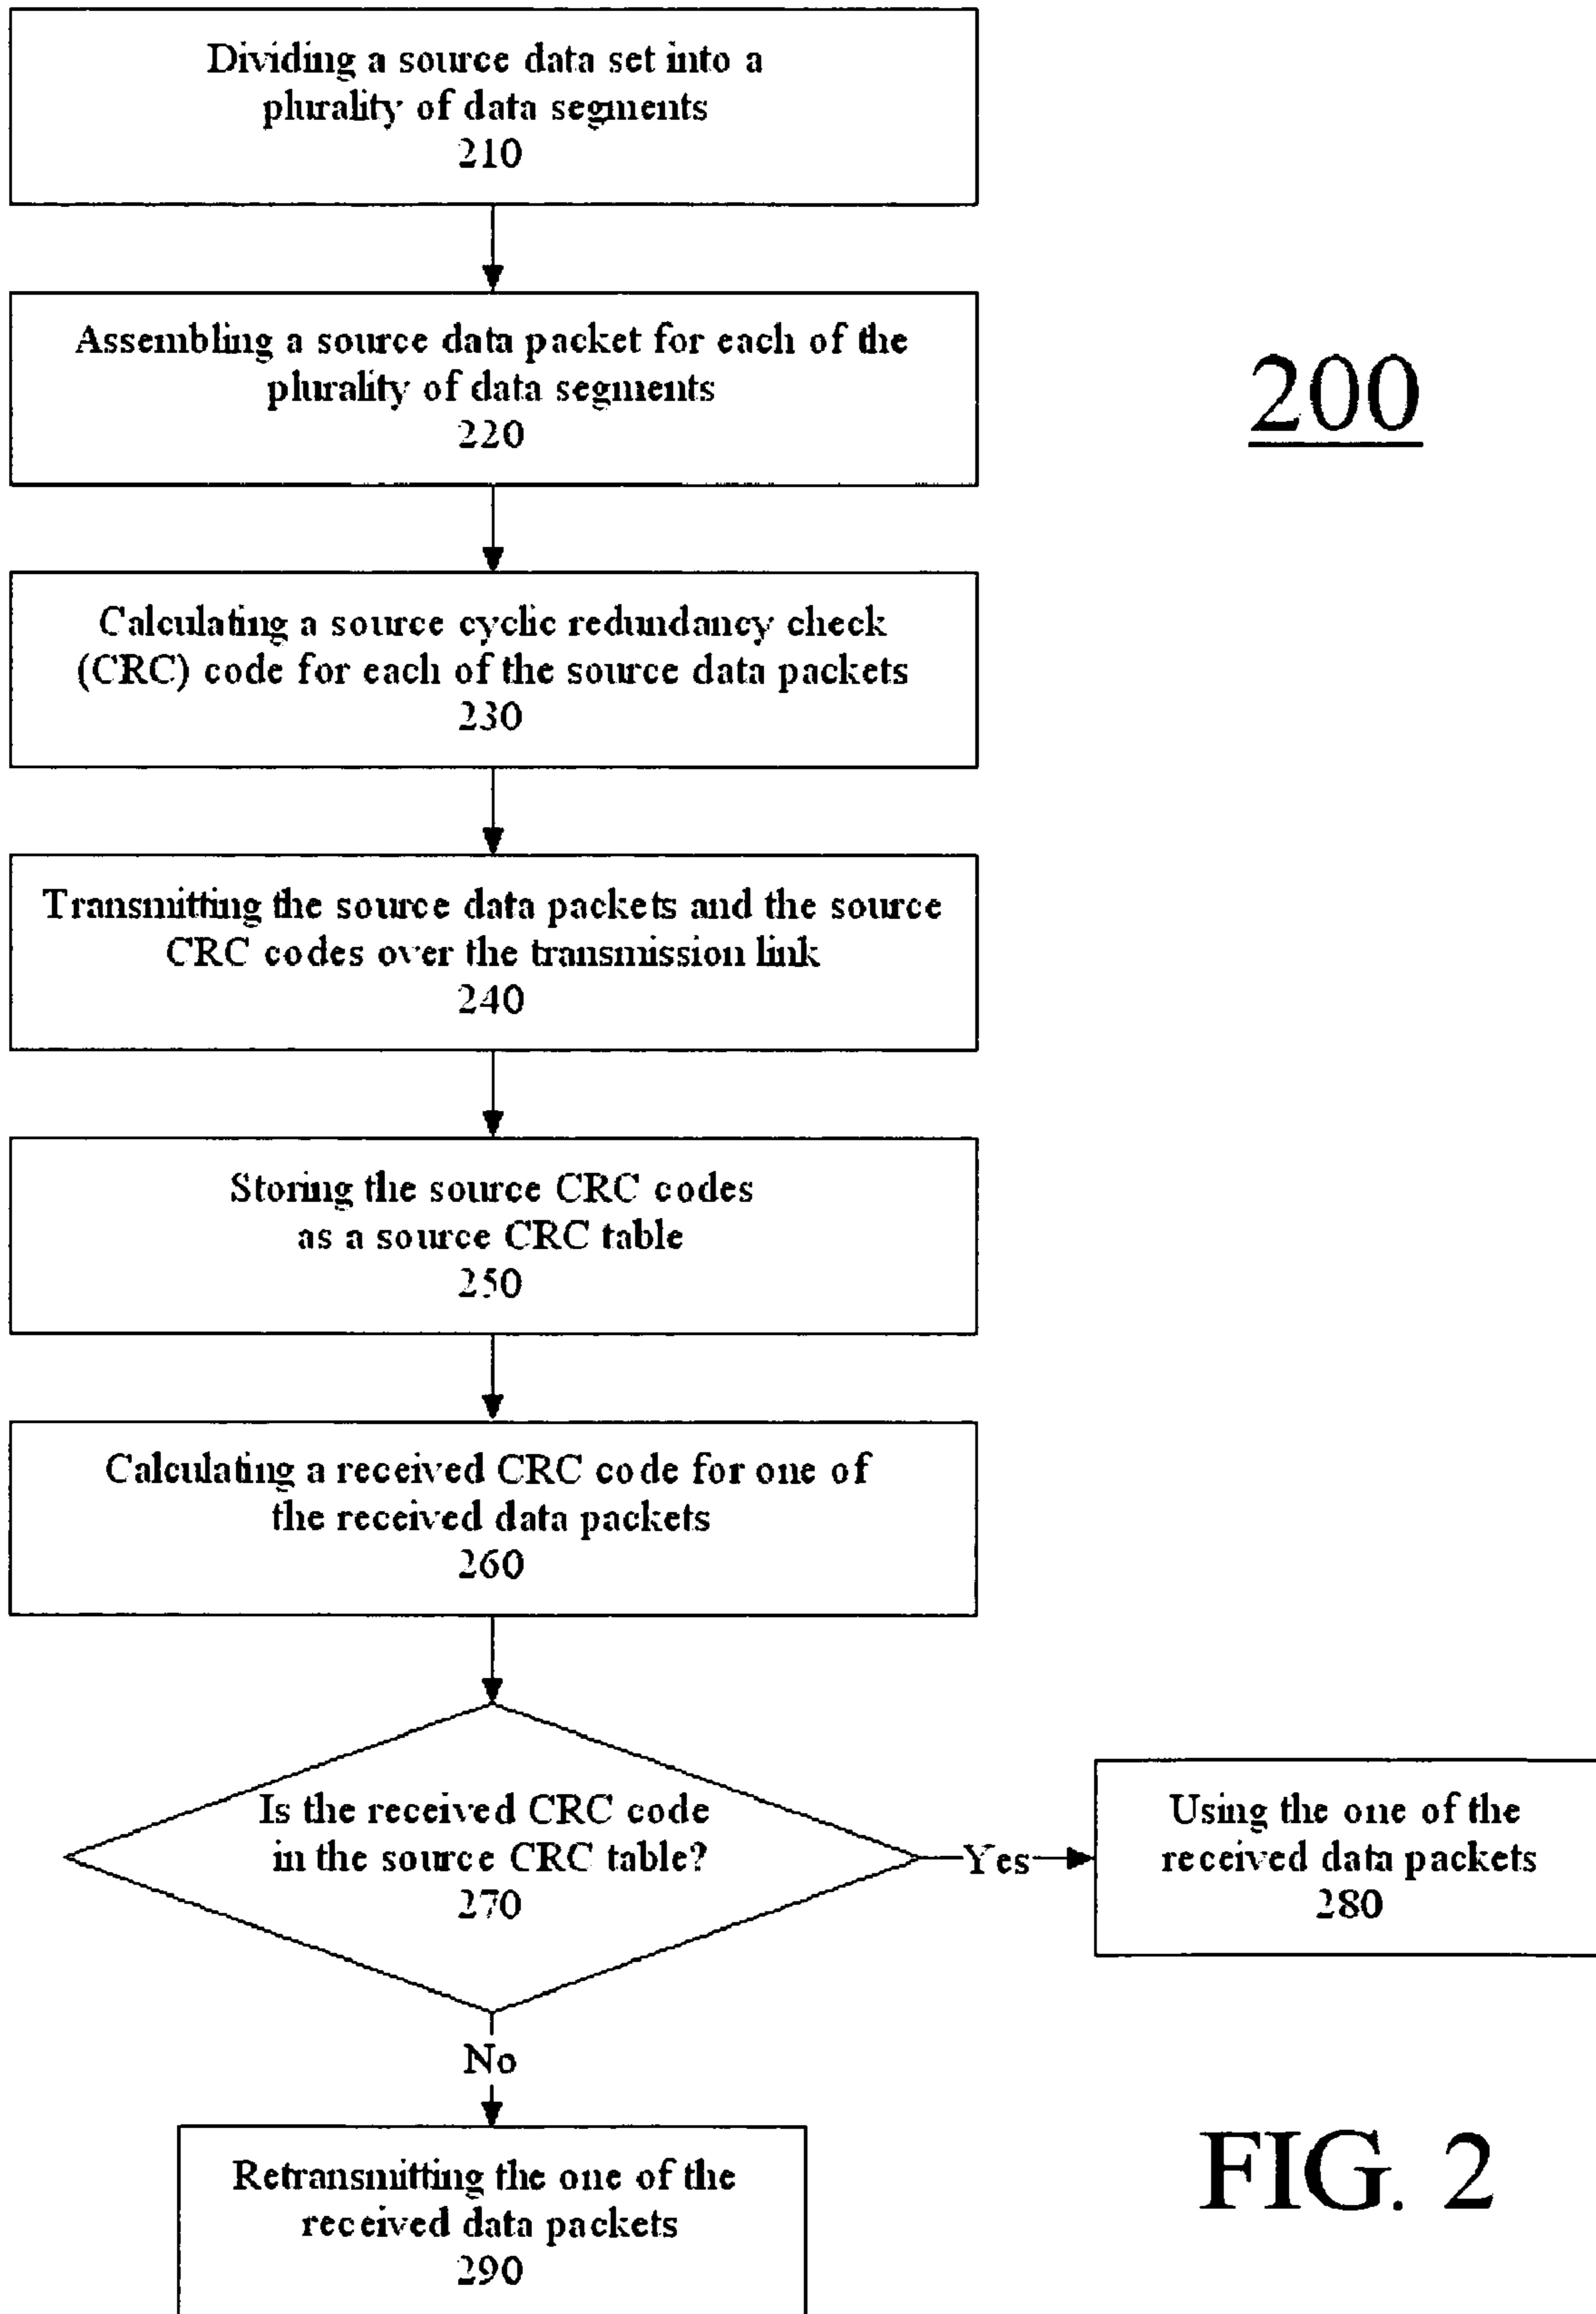 Dividing a source data set into a
plurality of data segments
210
Assembling a source data packet for each of the
plurality of data segments
220
200
Calculating a source cyclic redundancy check
(CRC) code for each of the source data packets
230
Transmitting the source data packets and the source
CRC codes over the transmission link
240
Storing the source CRC codes
as a source CRC table
250
Calculating a received CRC code for one of
the received data packets
260
Is the received CRC code
in the source CRC table?
270
Yes
Using the one of the
received data packets
280
No
Retransmitting the one of the
received data packets
290
FIG. 2